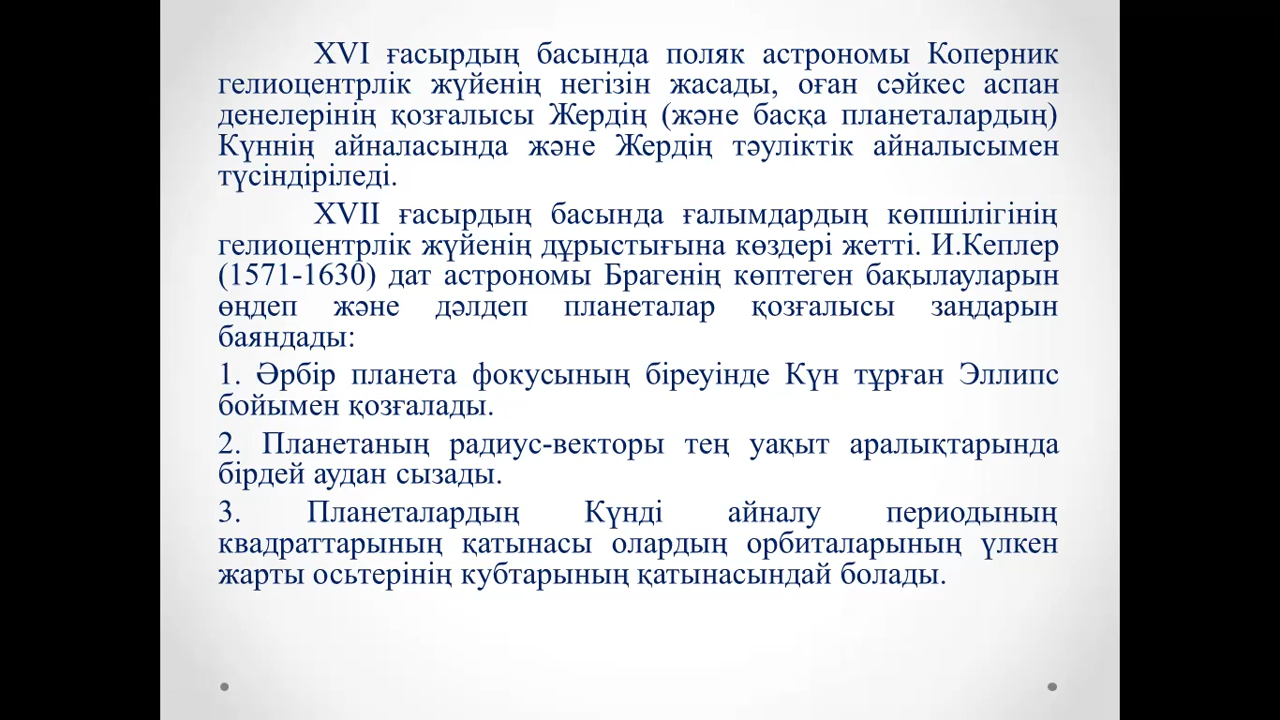 XVI ғасырдың басында поляк астрономы Коперник
гелиоцентрлік жүйенің негізін жасады, оған сәйкес аспан
денелерінің қозғалысы Жердің (және басқа планеталардың)
Күннің айналасында және Жердің тәуліктік айналысымен
түсіндіріледі.
XVII ғасырдың басында ғалымдардың көпшілігінің
гелиоцентрлік жүйенің дұрыстығына көздері жетті. И.Кеплер
(1571-1630) дат астрономы Брагенің көптеген бақылауларын
өңдеп және дәлдеп планеталар қозғалысы заңдарын
баяндады:
1. Әрбір планета фокусының біреуінде Күн тұрған Эллипс
бойымен қозғалады.
2. Планетаның радиус-векторы тең уақыт аралықтарында
бірдей аудан сызады.
3. Планеталардың Күнді айналу периодының
квадраттарының қатынасы олардың орбиталарының үлкен
жарты осьтерінің кубтарының қатынасындай болады.